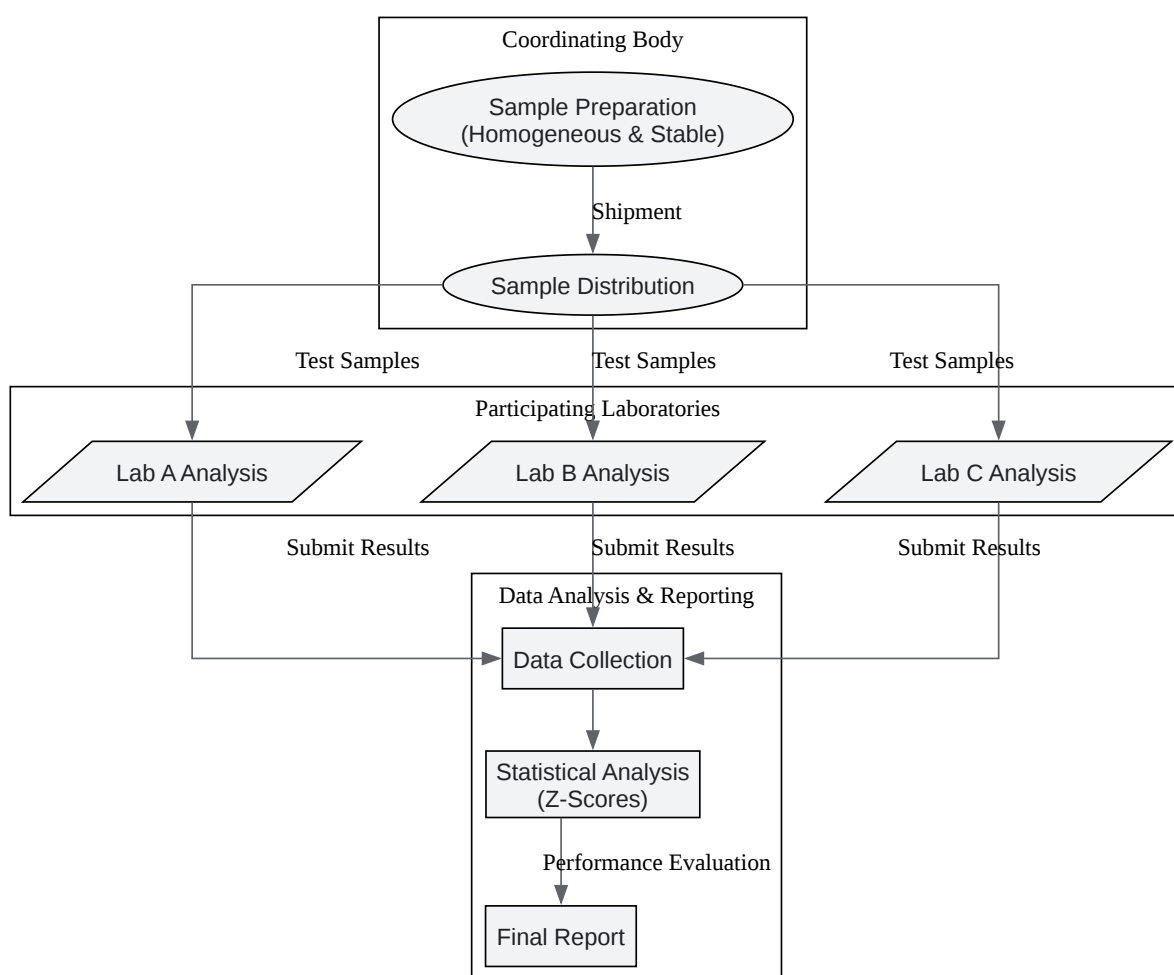 Coordinating Body
Sample Preparation
(Homogeneous & Stable)
Shipment
Sample Distribution
Test Samples
Test Samples
Test Samples
Participating Laboratories
Lab A Analysis
Lab B Analysis
Lab C Analysis
Submit Results
Submit Results
Submit Results
Data Analysis & Reporting
Data Collection
Statistical Analysis
(Z-Scores)
Performance Evaluation
Final Report